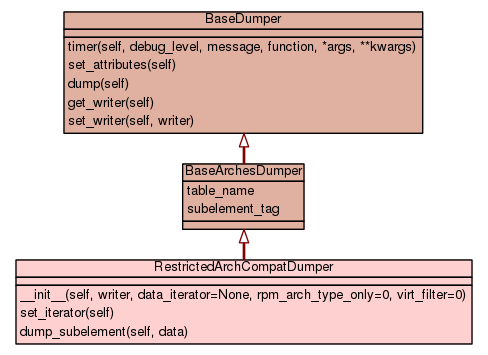 BaseDumper
timer(self, debug_level, message, function, *args, **kwargs)
set_attributes(self)
dump(self)
get_writer(self)
set_writer(self, writer)
BaseArchesDumper
table_name
subelement_tag
RestrictedArchCompatDumper
__init__(self, writer, data_iterator=None, rpm_arch_type_only=0, virt_filter=0)
set_iterator(self)
dump_subelement(self, data)